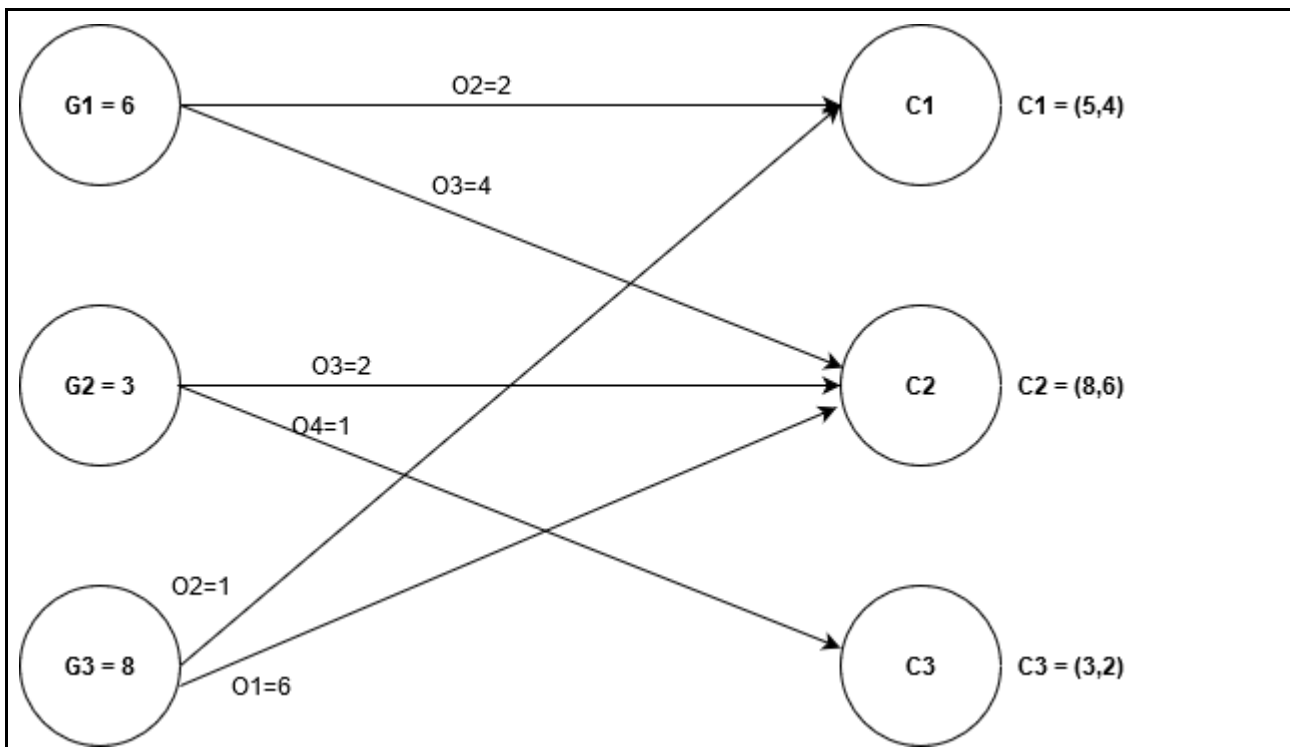 G1 = 6
O2=2
C1
C1 = (5,4)
O3=4
G2 = 3
O3=2
C2
C2 = (8,6)
O4=1
O2=1
G3 = 8
O1=6
C3
C3 = (3,2)